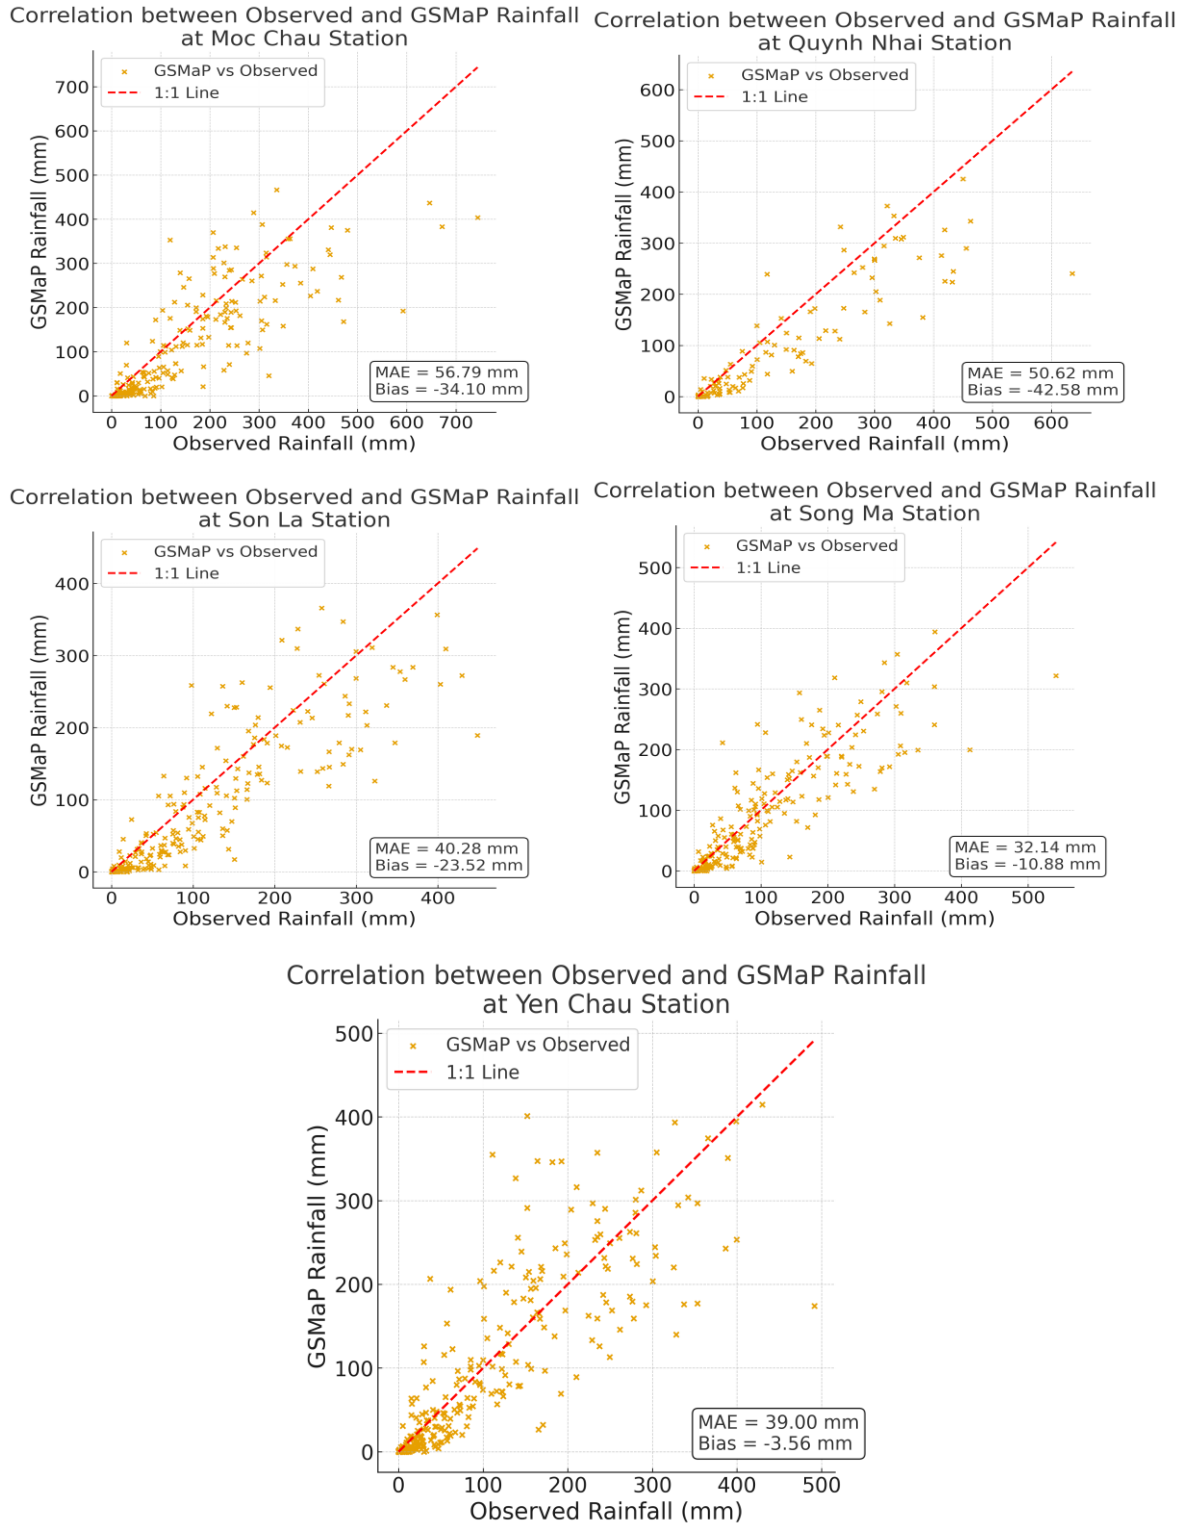 Correlation between Observed and GSMaP Rainfall
at Moc Chau Station
GSMaP vs Observed
1:1 Line
700
600
500
400
300
200
100
0
GSMaP Rainfall (mm)
MAE = 56.79 mm
Bias = -34.10 mm
0 100 200 300 400 500 600 700
Observed Rainfall (mm)
Correlation between Observed and GSMaP Rainfall
at Quynh Nhai Station
GSMaP vs Observed
1:1 Line
600
500
400
300
200
100
0
GSMaP Rainfall (mm)
MAE = 50.62 mm
Bias = -42.58 mm
0 100 200 300 400 500 600
Observed Rainfall (mm)
Correlation between Observed and GSMaP Rainfall
at Son La Station
GSMaP vs Observed
1:1 Line
400
300
200
100
0
GSMaP Rainfall (mm)
MAE = 40.28 mm
Bias = -23.52 mm
0 100 200 300 400
Observed Rainfall (mm)
Correlation between Observed and GSMaP Rainfall
at Song Ma Station
GSMaP vs Observed
1:1 Line
500
400
300
200
100
0
GSMaP Rainfall (mm)
MAE = 32.14 mm
Bias = -10.88 mm
0 100 200 300 400 500
Observed Rainfall (mm)
Correlation between Observed and GSMaP Rainfall
at Yen Chau Station
GSMaP vs Observed
1:1 Line
500
400
300
200
100
0
GSMaP Rainfall (mm)
MAE = 39.00 mm
Bias = -3.56 mm
0 100 200 300 400 500
Observed Rainfall (mm)